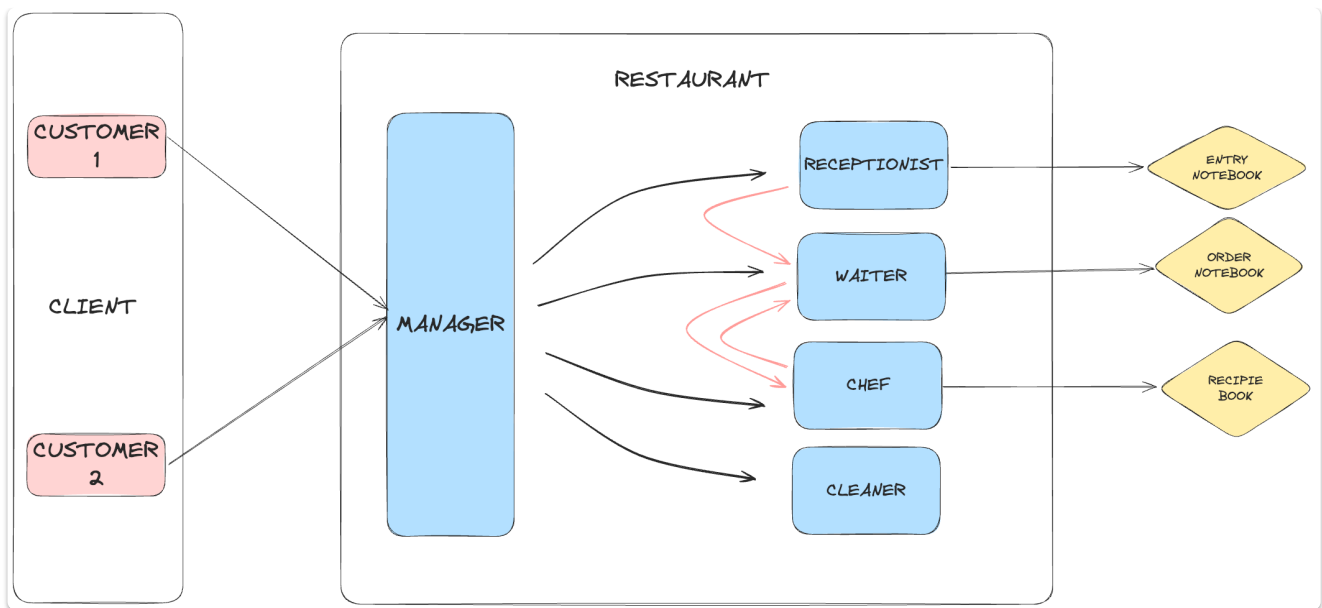 RESTAURANT
CUSTOMER
1
CLIENT
CUSTOMER
2
MANAGER
RECEPTIONIST
WAITER
CHEF
CLEANER
ENTRY
NOTEBOOK
ORDER
NOTEBOOK
RECIPIE
BOOK